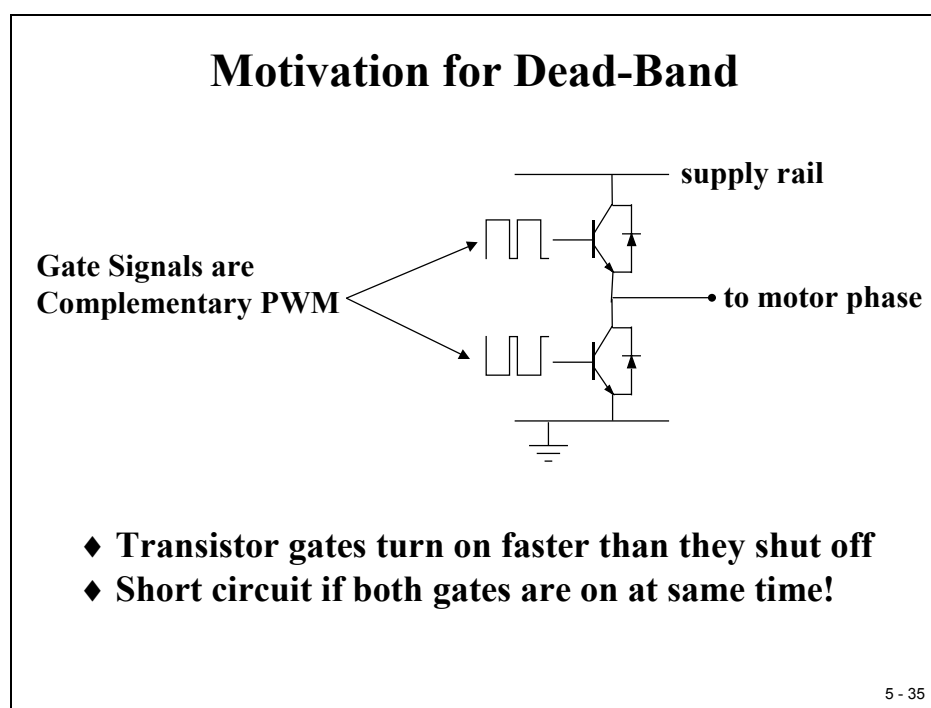 Motivation for Dead-Band
supply rail
Gate Signals are
Complementary PWM
to motor phase
♦ Transistor gates turn on faster than they shut off
♦ Short circuit if both gates are on at same time!
5 - 35